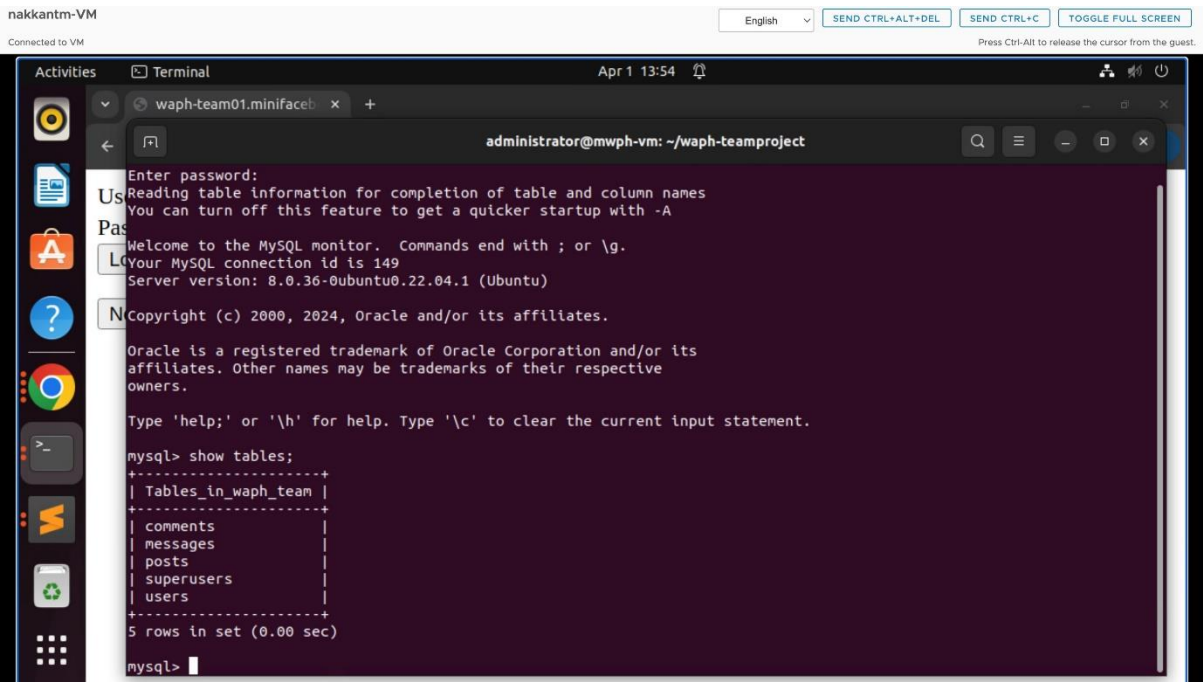 nakkantm-VM
English
SEND CTRL+ALT+DEL
SEND CTRL+C
TOGGLE FULL SCREEN
Connected to VM
Press Ctrl-Alt to release the cursor from the guest.
Activities
Terminal
Apr 1 13:54
waph-team01.minifaceb
administrator@mwph-vm: ~/waph-teamproject
Enter password:
Reading table information for completion of table and column names
You can turn off this feature to get a quicker startup with -A
Welcome to the MySQL monitor.  Commands end with ; or \g.
Your MySQL connection id is 149
Server version: 8.0.36-0ubuntu0.22.04.1 (Ubuntu)
Copyright (c) 2000, 2024, Oracle and/or its affiliates.
Oracle is a registered trademark of Oracle Corporation and/or its
affiliates. Other names may be trademarks of their respective
owners.
Type 'help;' or '\h' for help. Type '\c' to clear the current input statement.
mysql> show tables;
+---------------------+
| Tables_in_waph_team |
+---------------------+
| comments            |
| messages            |
| posts               |
| superusers          |
| users               |
+---------------------+
5 rows in set (0.00 sec)
mysql>